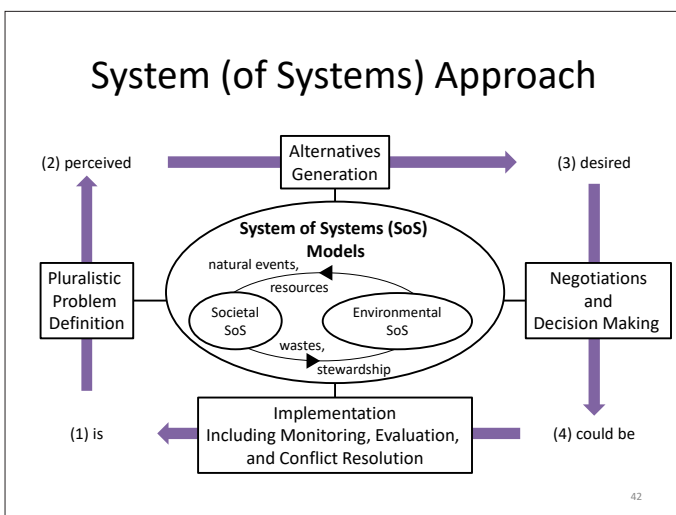 System (of Systems) Approach
(2) perceived
Alternatives
Generation
(3) desired
System of Systems (SoS)
Models
natural events,
resources
Pluralistic
Problem
Definition
Societal
SoS
Environmental
SoS
Negotiations
and
Decision Making
wastes,
stewardship
(1) is
Implementation
Including Monitoring, Evaluation,
and Conflict Resolution
(4) could be
42